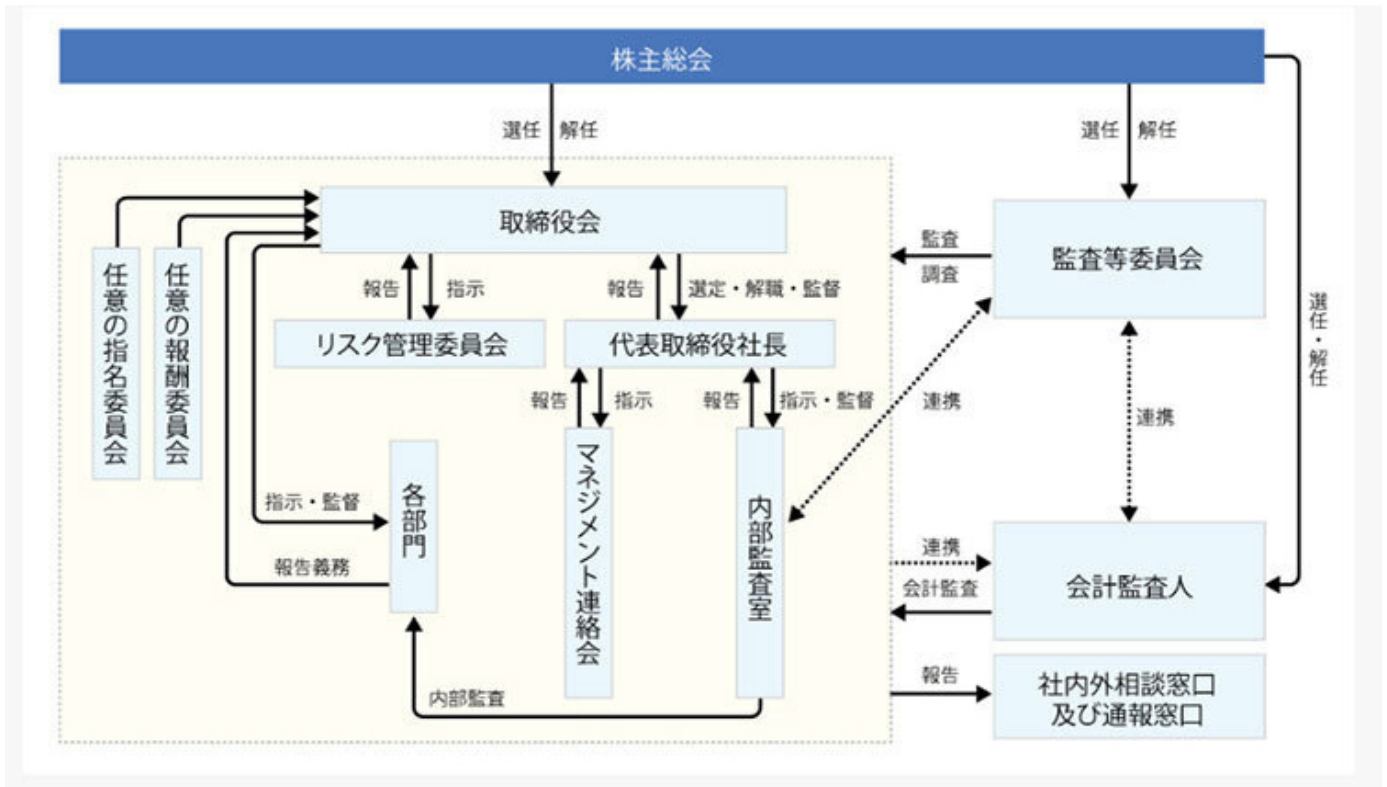 株主総会
選任 解任
選任 解任
取締役会
監査等委員会
監査
調査
任意の指名委員会
任意の報酬委員会
報告 指示
報告 選定・解職・監督
リスク管理委員会
代表取締役社長
選任・解任
報告 指示
報告 指示・監督
連携
連携
各部門
マネジメント連絡会
内部監査室
指示・監督
報告義務
連携
会計監査
会計監査人
内部監査
報告
社内外相談窓口
及び通報窓口